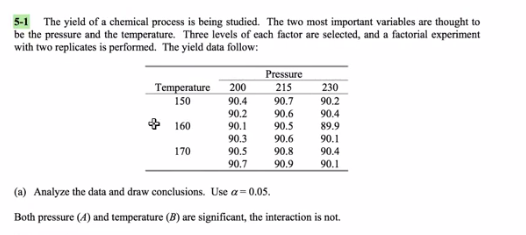 5-1 The yield of a chemical process is being studied. The two most important variables are thought to
be the pressure and the temperature. Three levels of each factor are selected, and a factorial experiment
with two replicates is performed. The yield data follow:
Pressure
Temperature 200 215 230
150 90.4 90.7 90.2
90.2 90.6 90.4
160 90.1 90.5 89.9
90.3 90.6 90.1
170 90.5 90.8 90.4
90.7 90.9 90.1
(a) Analyze the data and draw conclusions. Use α = 0.05.
Both pressure (A) and temperature (B) are significant, the interaction is not.